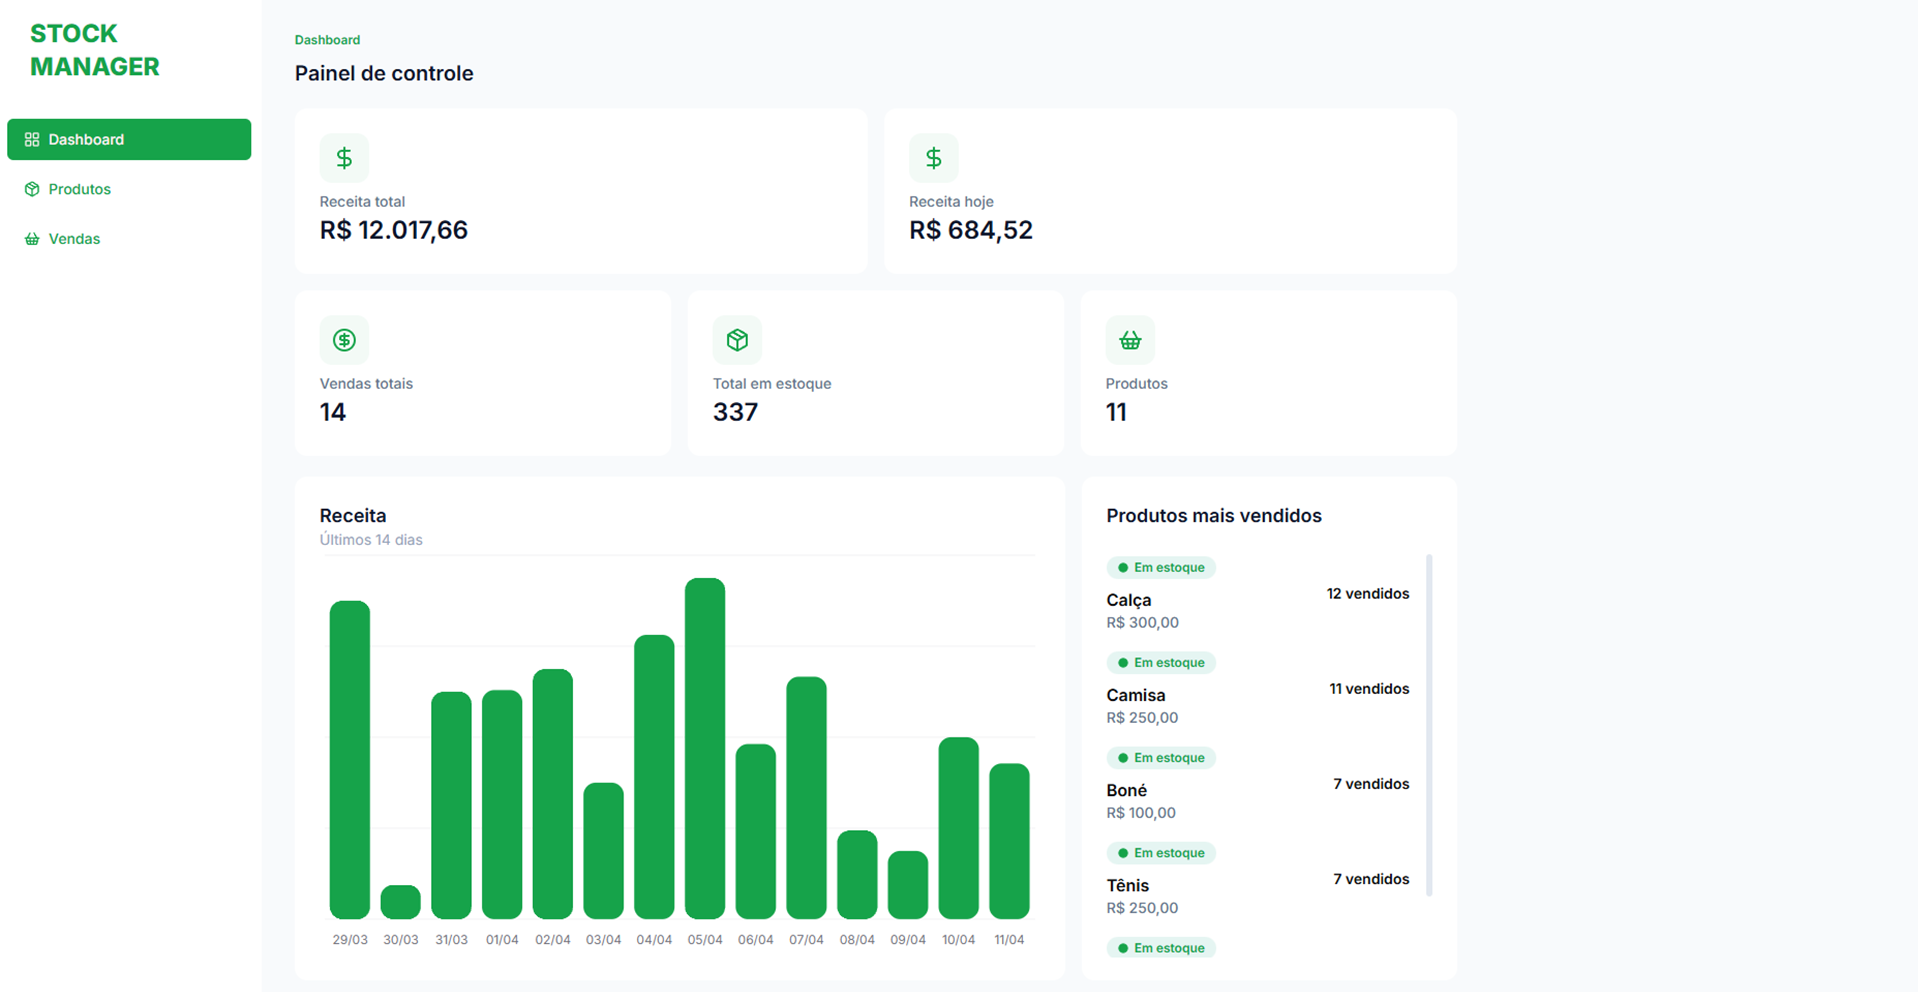 STOCK
MANAGER
Dashboard
Produtos
Vendas
Dashboard
Painel de controle
Receita total
R$ 12.017,66
Receita hoje
R$ 684,52
Vendas totais
14
Total em estoque
337
Produtos
11
Receita
Últimos 14 dias
29/03 30/03 31/03 01/04 02/04 03/04 04/04 05/04 06/04 07/04 08/04 09/04 10/04 11/04
Produtos mais vendidos
Em estoque
Calça
R$ 300,00
12 vendidos
Em estoque
Camisa
R$ 250,00
11 vendidos
Em estoque
Boné
R$ 100,00
7 vendidos
Em estoque
Tênis
R$ 250,00
7 vendidos
Em estoque